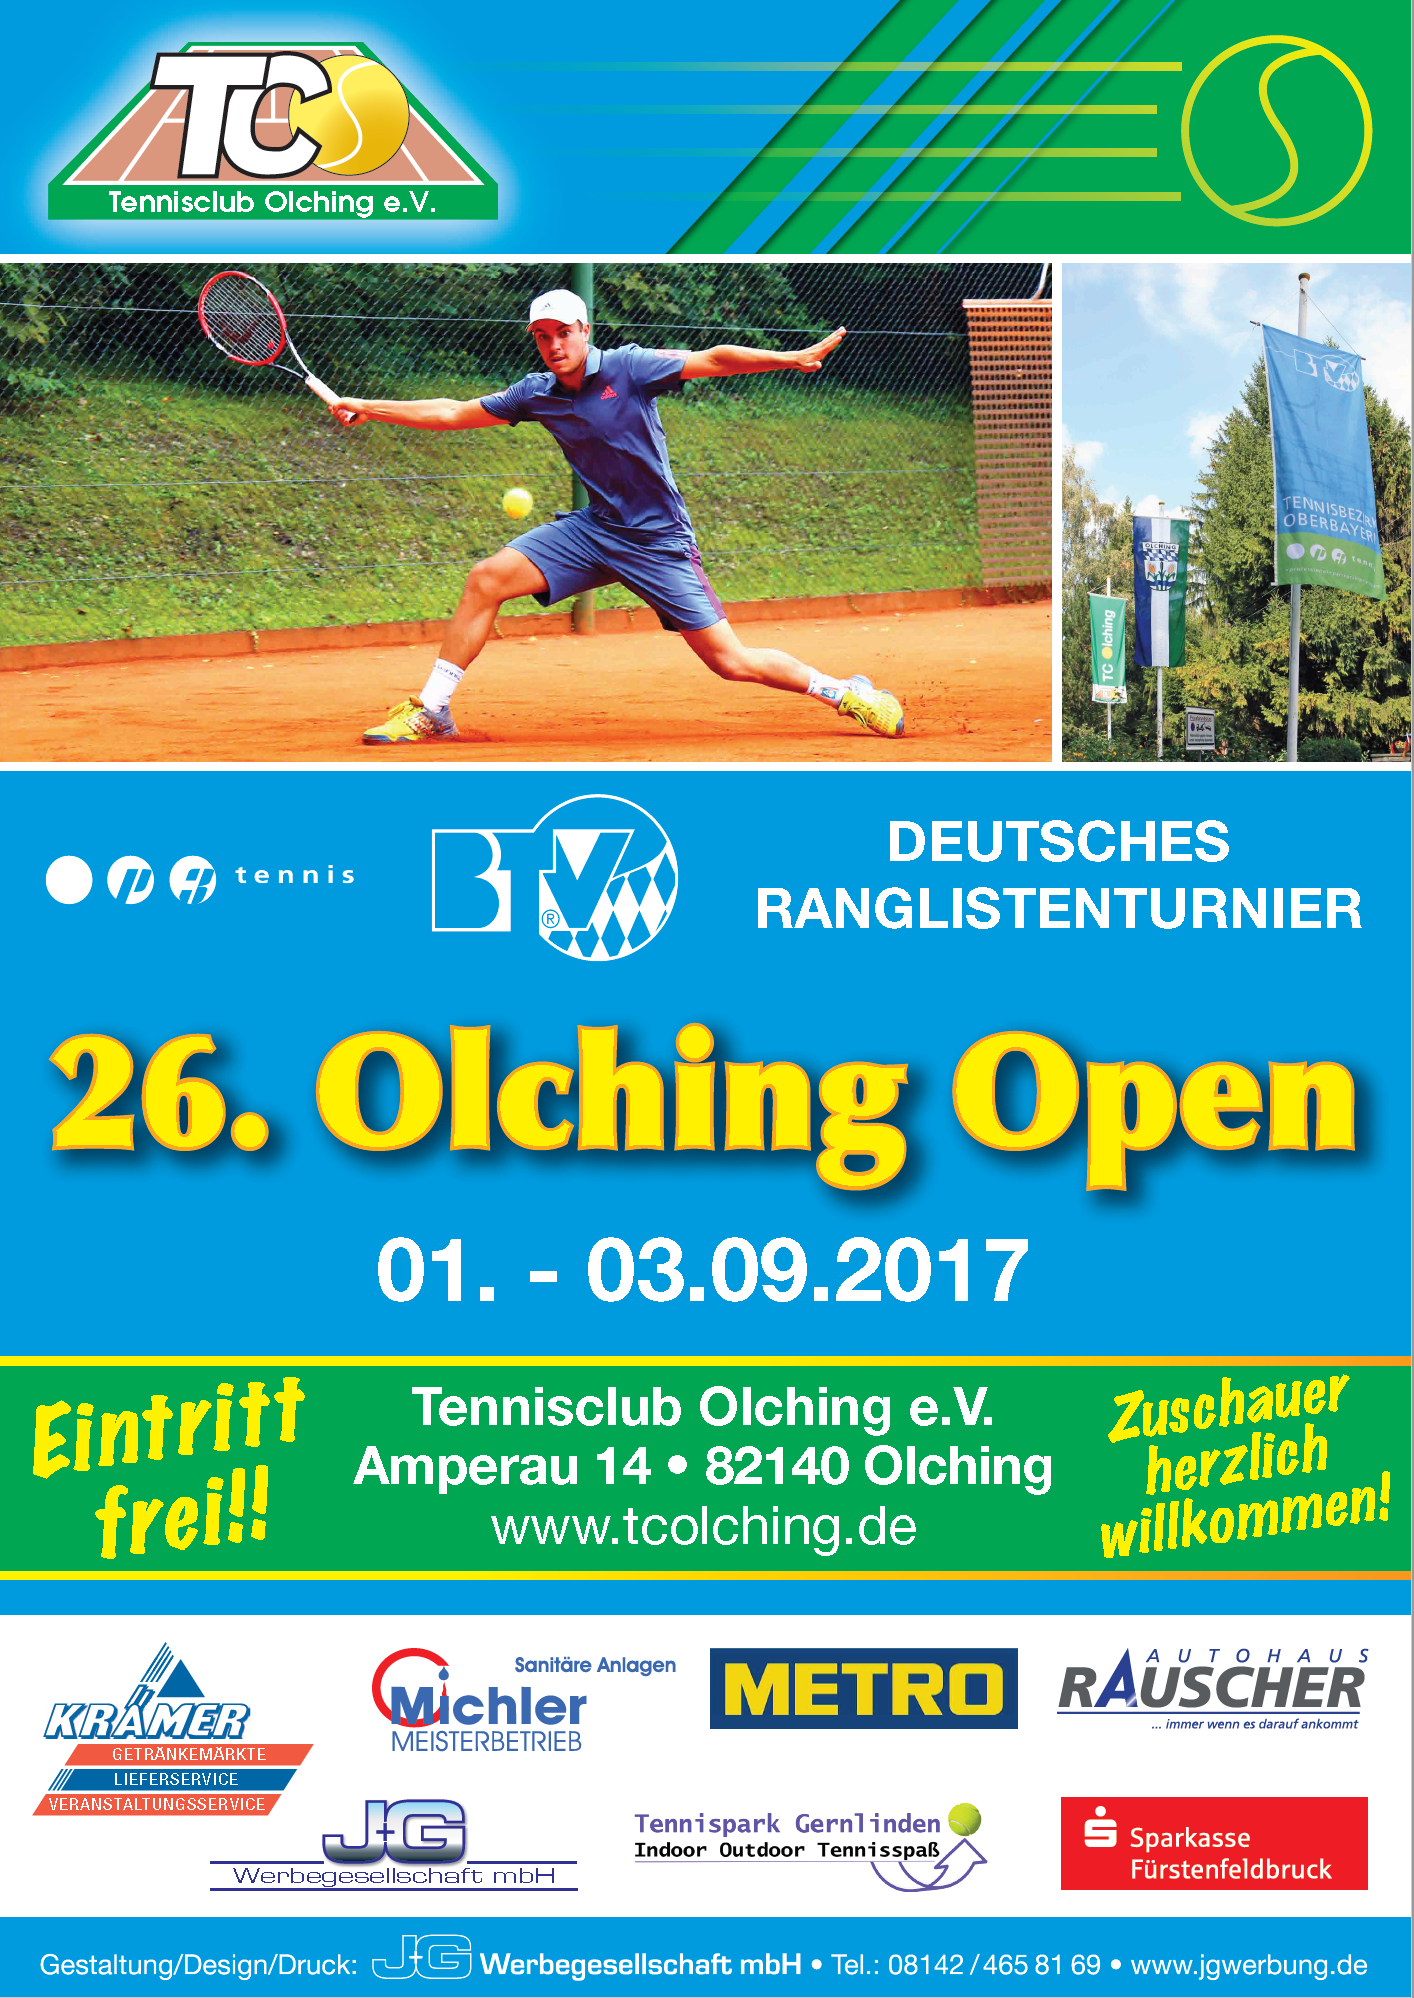 TC
Tennisclub Olching e.V.
BTV
TENNISBEZIRK
OBERBAYERN
tennis
OLCHING
TC Olching
tennis
BTV
®
DEUTSCHES
RANGLISTENTURNIER
26. Olching Open
01. - 03.09.2017
Eintritt
frei!!
Tennisclub Olching e.V.
Amperau 14 • 82140 Olching
www.tcolching.de
Zuschauer
herzlich
willkommen!
KRÄMER
GETRÄNKEMÄRKTE
LIEFERSERVICE
VERANSTALTUNGSSERVICE
Sanitäre Anlagen
Michler
MEISTERBETRIEB
METRO
AUTOHAUS
RAUSCHER
... immer wenn es darauf ankommt
J+G
Werbegesellschaft mbH
Tennispark Gernlinden
Indoor Outdoor Tennisspaß
Sparkasse
Fürstenfeldbruck
Gestaltung/Design/Druck: J+G Werbegesellschaft mbH • Tel.: 08142 / 465 81 69 • www.jgwerbung.de